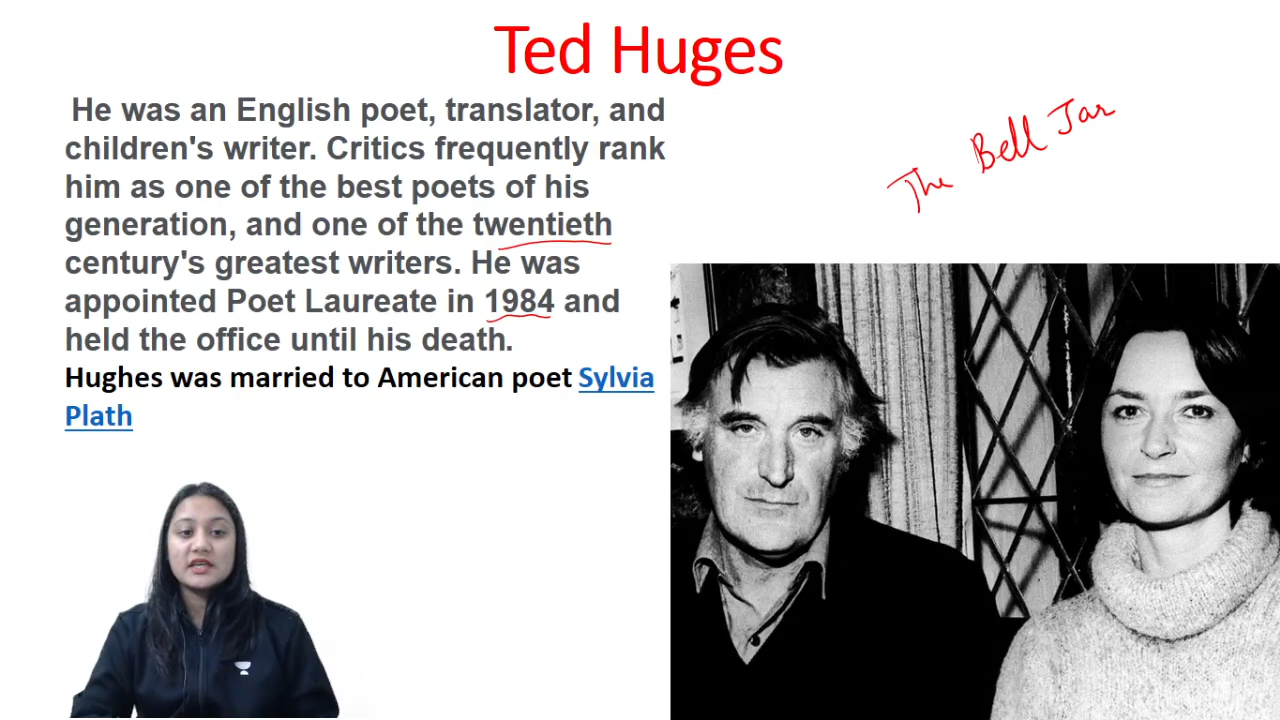 Ted Huges
He was an English poet, translator, and
children's writer. Critics frequently rank
him as one of the best poets of his
generation, and one of the twentieth
century's greatest writers. He was
appointed Poet Laureate in 1984 and
held the office until his death.
Hughes was married to American poet Sylvia
Plath
The Bell Jar